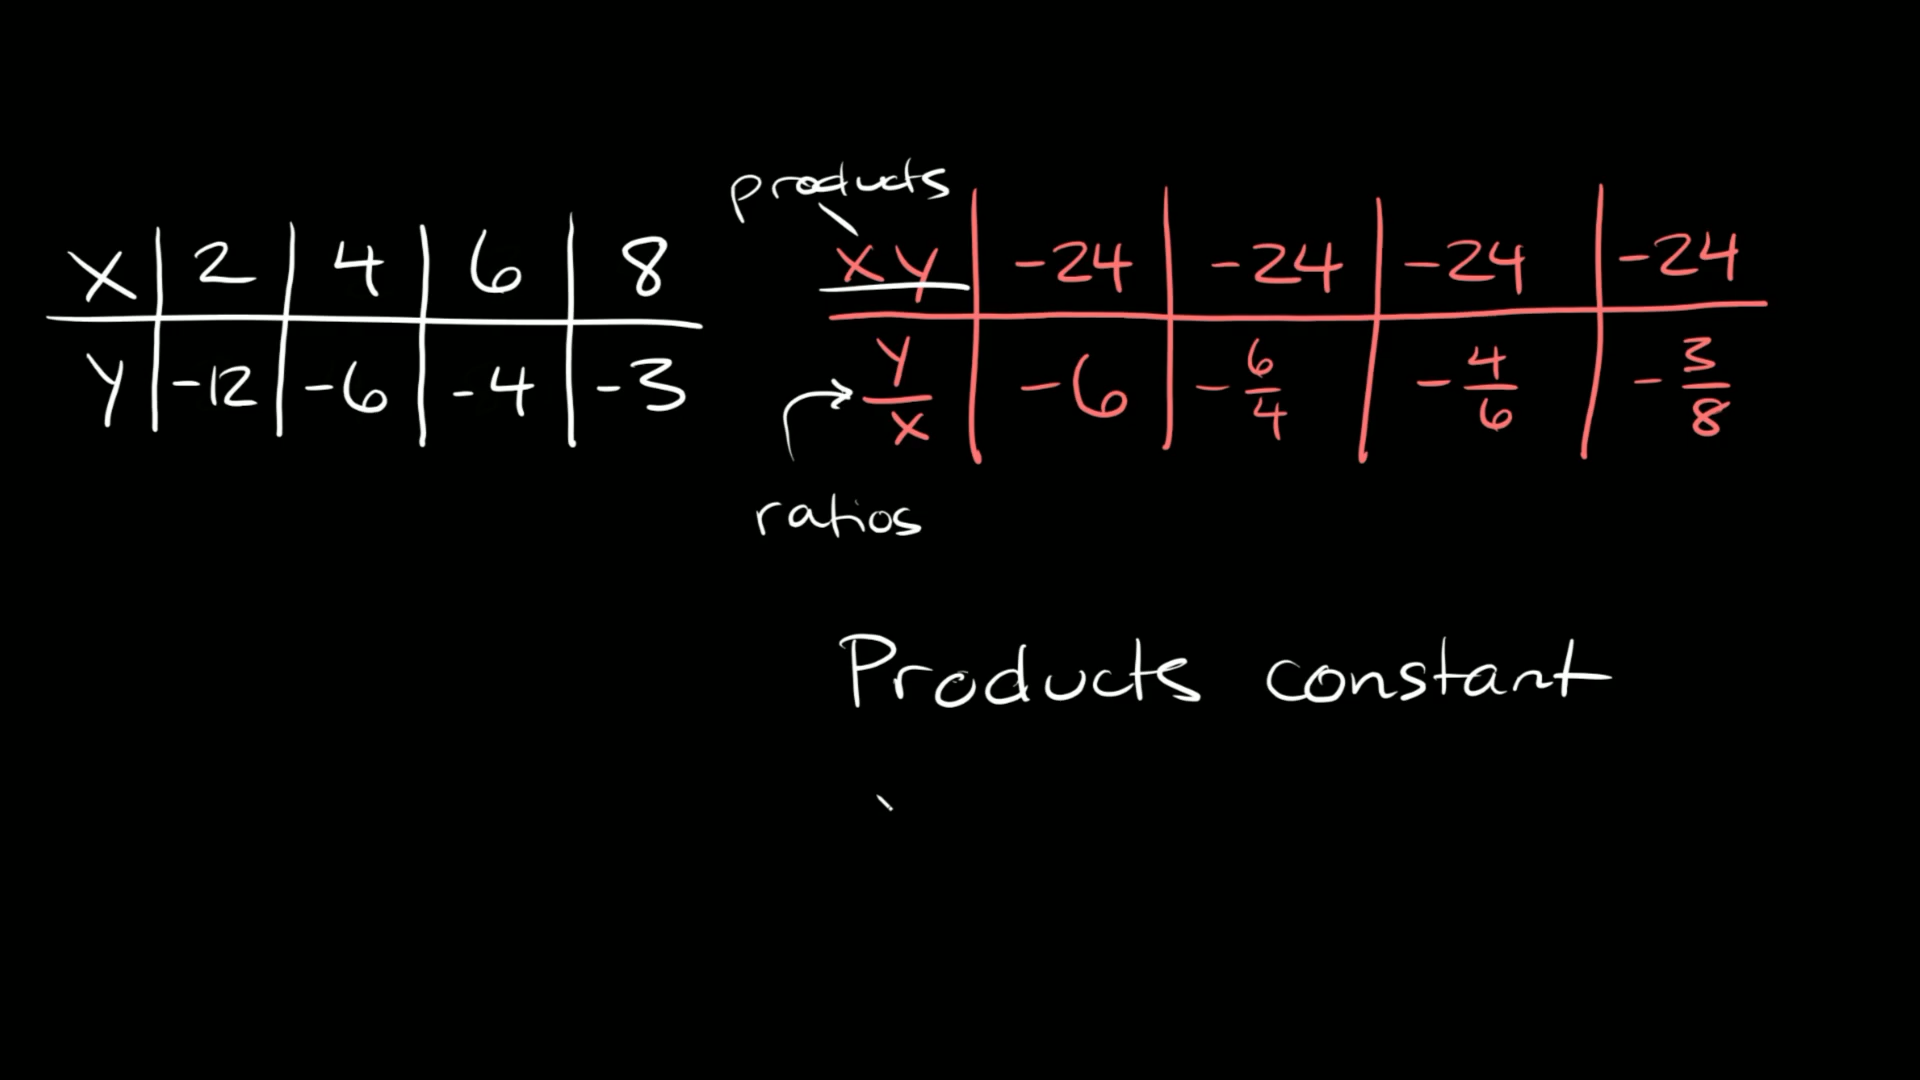 products
X 2 4 6 8
Y -12 -6 -4 -3
XY -24 -24 -24 -24
Y/X -6 -6/4 -4/6 -3/8
ratios
Products constant